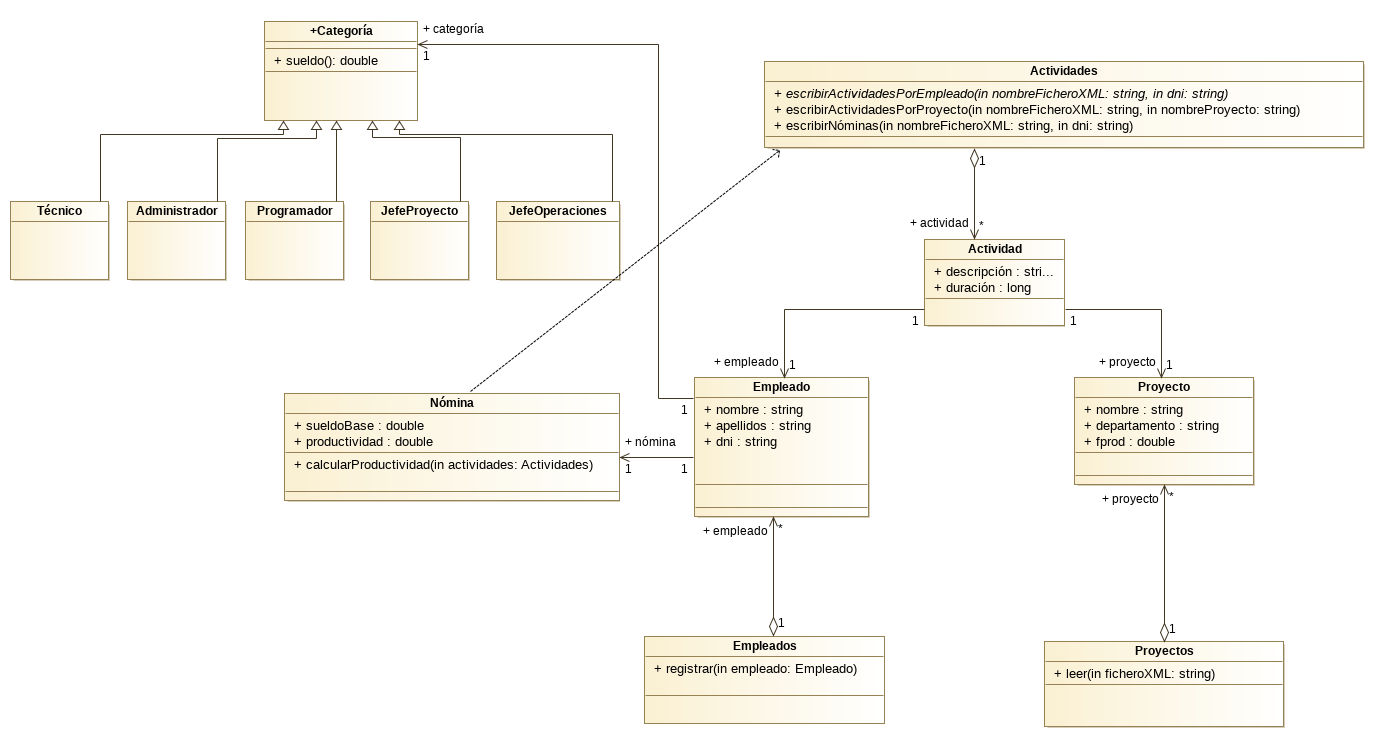 +Categoría
+ sueldo(): double
+ categoría
1
Actividades
+ escribirActividadesPorEmpleado(in nombreFicheroXML: string, in dni: string)
+ escribirActividadesPorProyecto(in nombreFicheroXML: string, in nombreProyecto: string)
+ escribirNóminas(in nombreFicheroXML: string, in dni: string)
1
Técnico
Administrador
Programador
JefeProyecto
JefeOperaciones
+ actividad
*
Actividad
+ descripción : stri...
+ duración : long
1
1
+ empleado
1
+ proyecto
1
Nómina
+ sueldoBase : double
+ productividad : double
+ calcularProductividad(in actividades: Actividades)
Empleado
+ nombre : string
+ apellidos : string
+ dni : string
1
+ nómina
1
1
Proyecto
+ nombre : string
+ departamento : string
+ fprod : double
+ empleado
*
+ proyecto
*
1
1
Empleados
+ registrar(in empleado: Empleado)
Proyectos
+ leer(in ficheroXML: string)